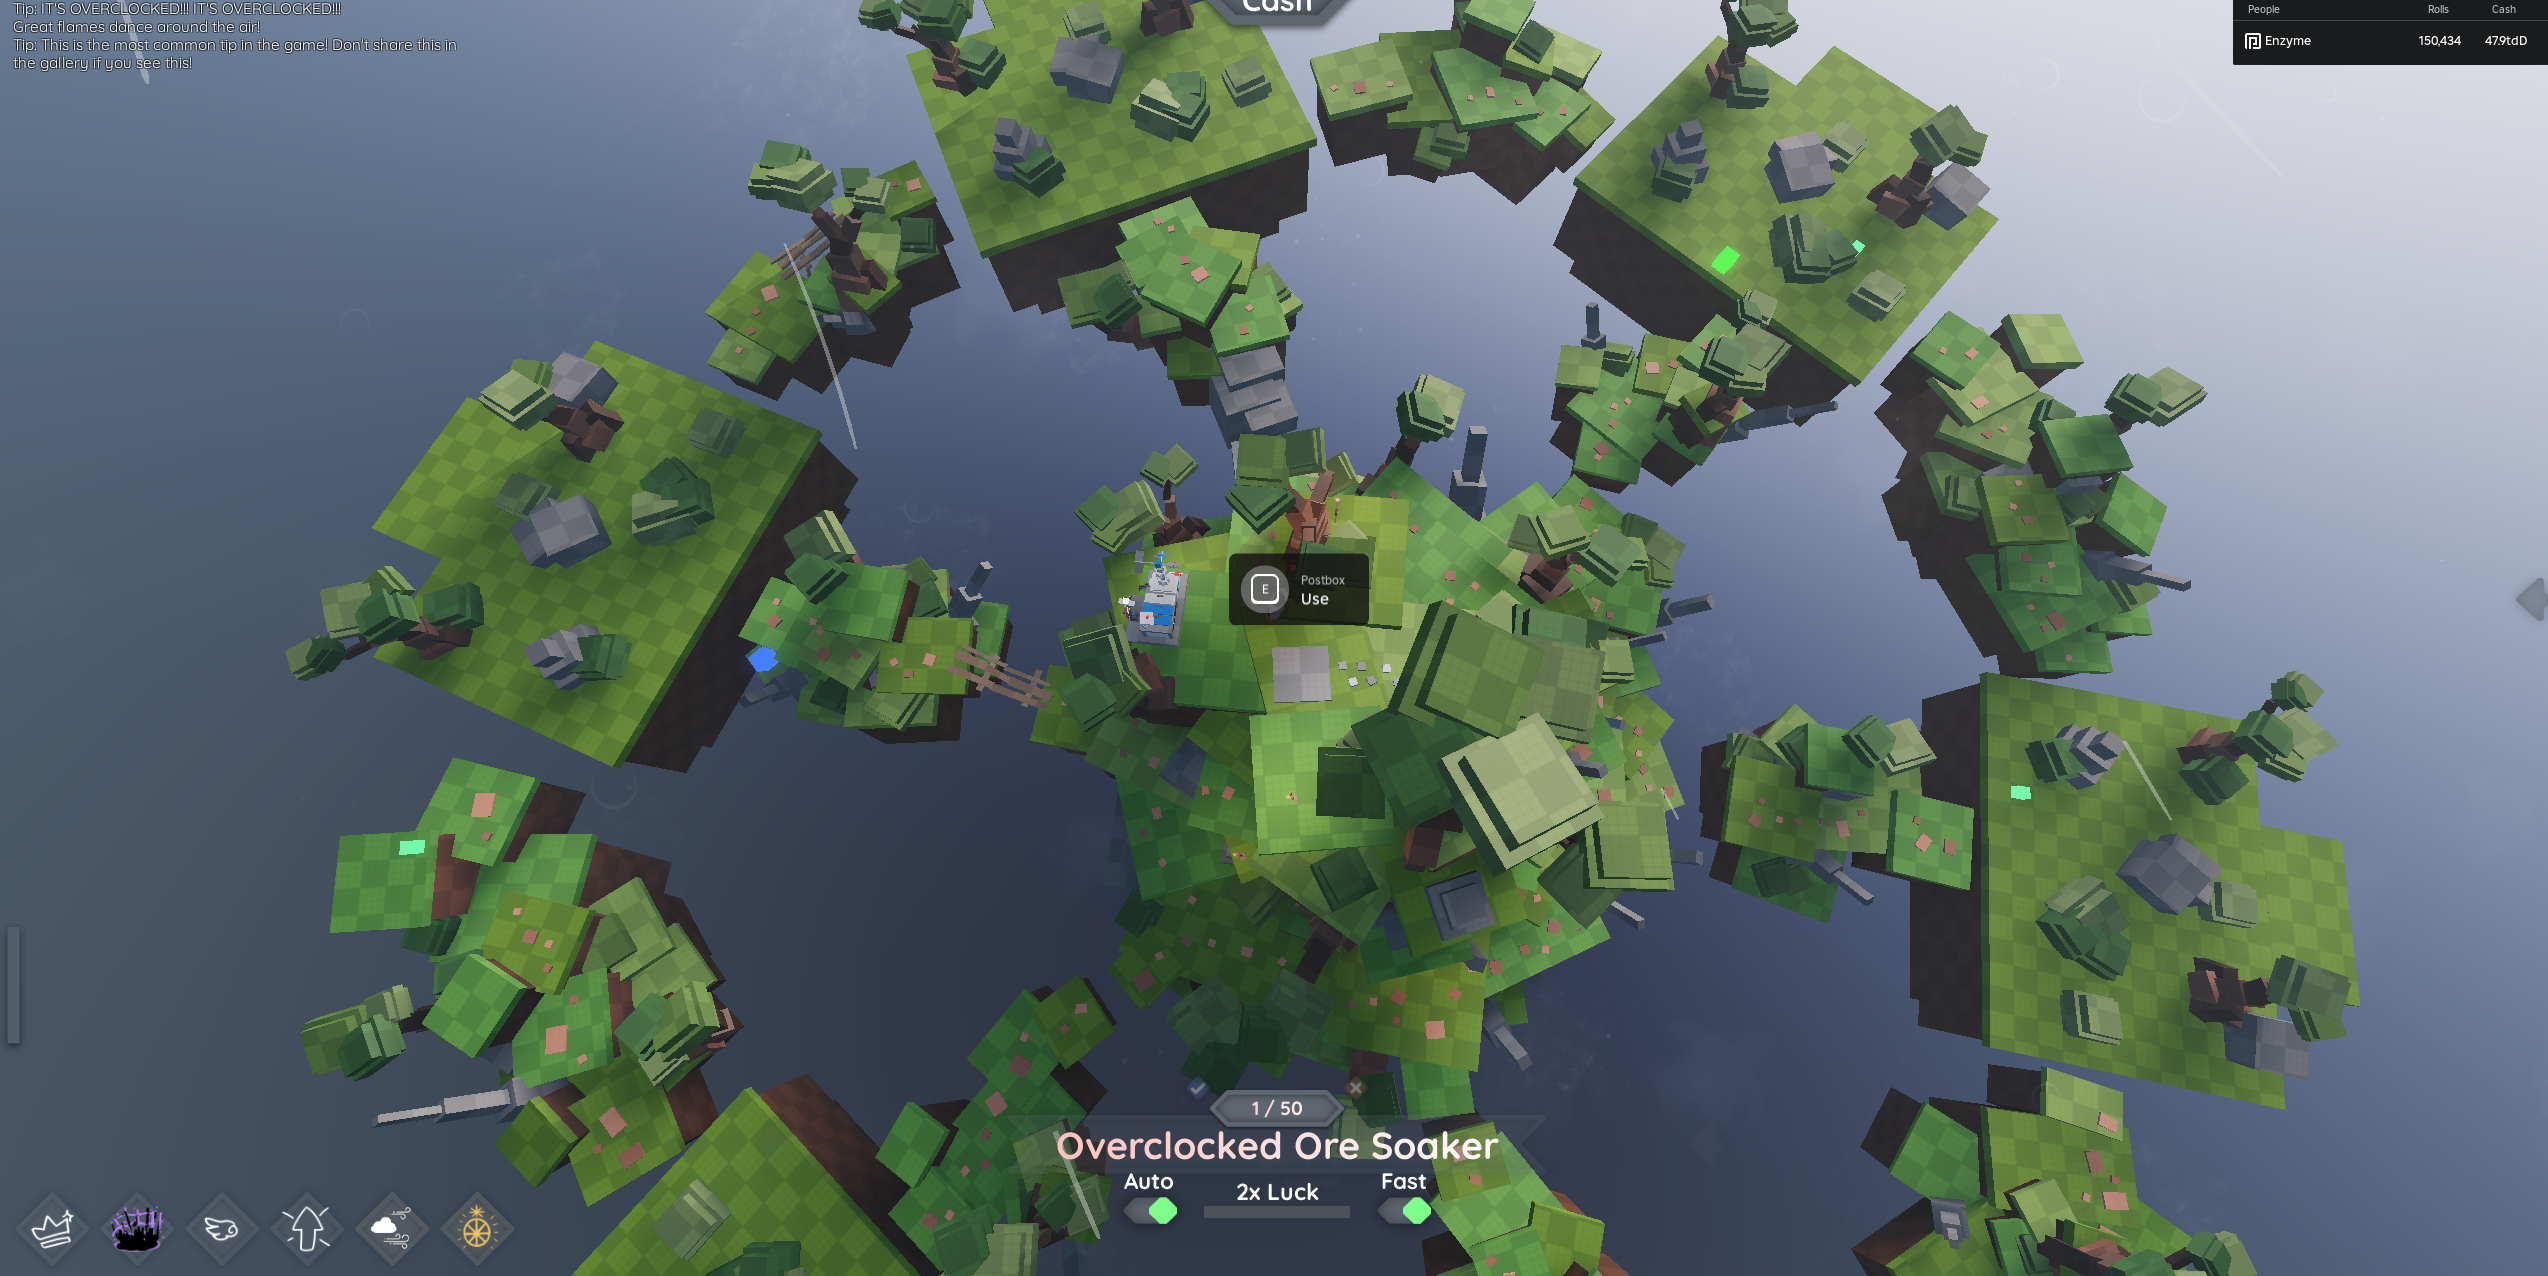 Tip: IT'S OVERCLOCKED!!! IT'S OVERCLOCKED!!!
Great flames dance around the air!
Tip: This is the most common tip in the game! Don't share this in
the gallery if you see this!
Cash
People Rolls Cash
Enzyme 150,434 47.9tdD
E
Postbox
Use
1 / 50
Overclocked Ore Soaker
Auto
2x Luck
Fast